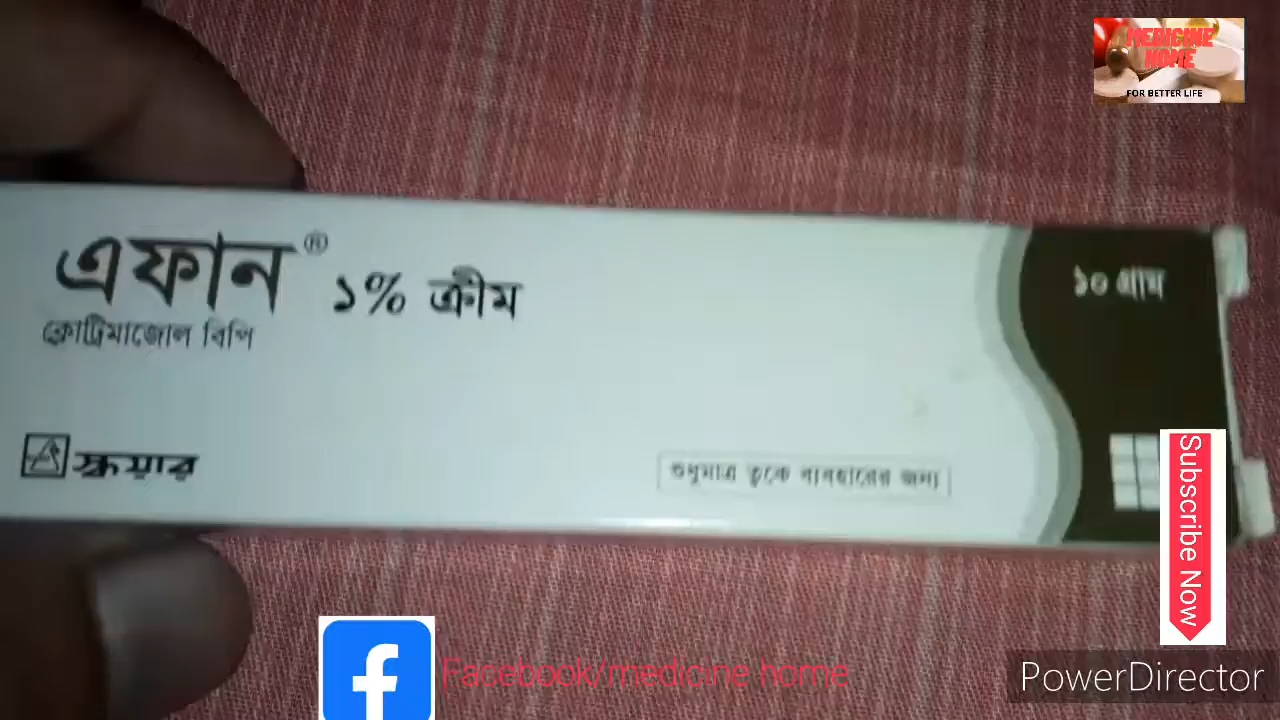 MEDICINE
HOME
FOR BETTER LIFE
এফান®
১% ক্রীম
ক্লোট্রিমাজোল বিপি
১০ গ্রাম
স্কয়ার
শুধুমাত্র ত্বকে ব্যবহারের জন্য
Subscribe Now
Facebook/medicine home
PowerDirector